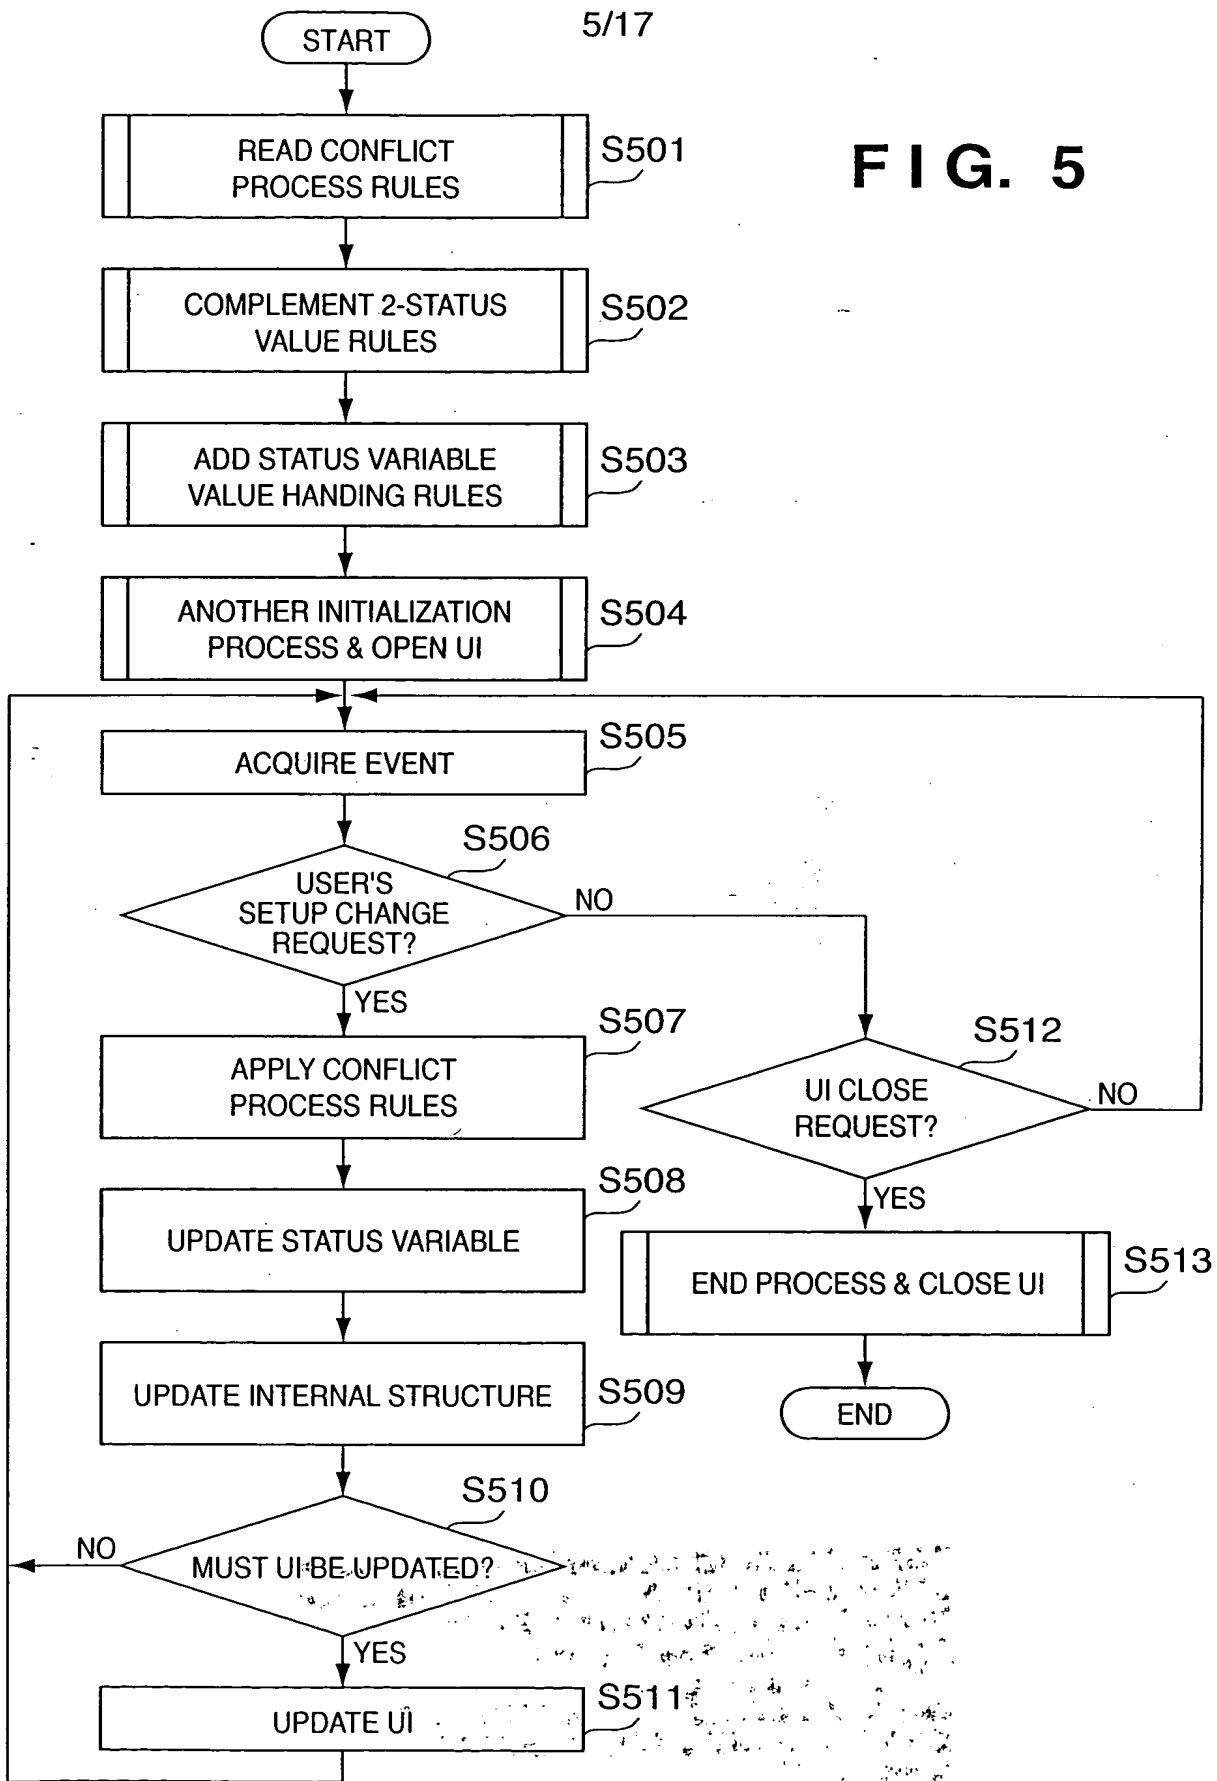 5/17
FIG. 5
START
READ CONFLICT
PROCESS RULES
S501
COMPLEMENT 2-STATUS
VALUE RULES
S502
ADD STATUS VARIABLE
VALUE HANDING RULES
S503
ANOTHER INITIALIZATION
PROCESS & OPEN UI
S504
ACQUIRE EVENT
S505
S506
USER'S
SETUP CHANGE
REQUEST?
NO
YES
APPLY CONFLICT
PROCESS RULES
S507
S512
UI CLOSE
REQUEST?
NO
YES
UPDATE STATUS VARIABLE
S508
END PROCESS & CLOSE UI
S513
UPDATE INTERNAL STRUCTURE
S509
END
S510
MUST UI BE UPDATED?
NO
YES
UPDATE UI
S511